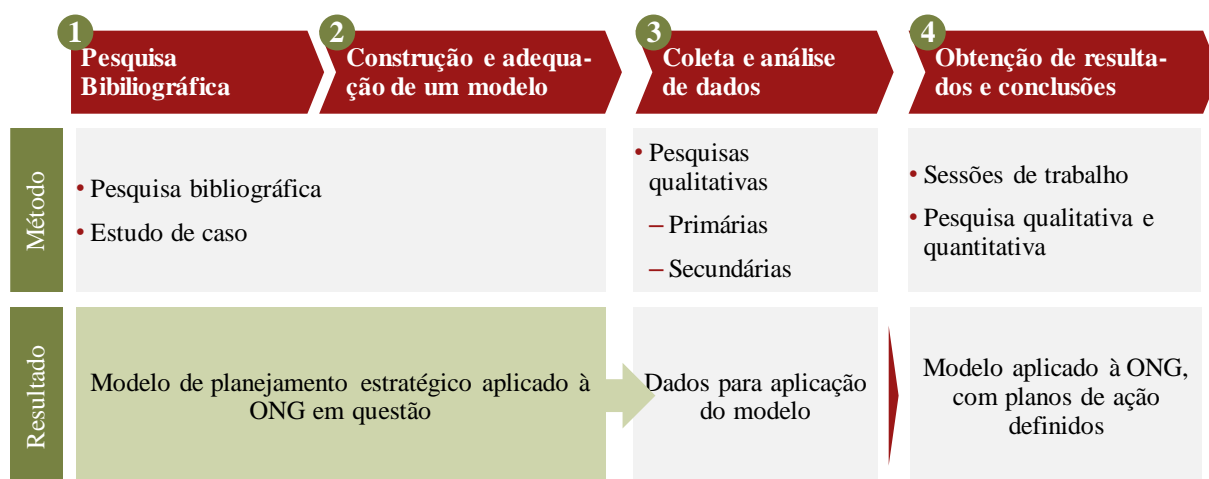 1
Pesquisa
Bibiliográfica
2
Construção e adequa-
ção de um modelo
3
Coleta e análise
de dados
4
Obtenção de resulta-
dos e conclusões
Método
• Pesquisa bibliográfica
• Estudo de caso
• Pesquisas
qualitativas
– Primárias
– Secundárias
• Sessões de trabalho
• Pesquisa qualitativa e
quantitativa
Resultado
Modelo de planejamento estratégico aplicado à
ONG em questão
Dados para aplicação
do modelo
Modelo aplicado à ONG,
com planos de ação
definidos